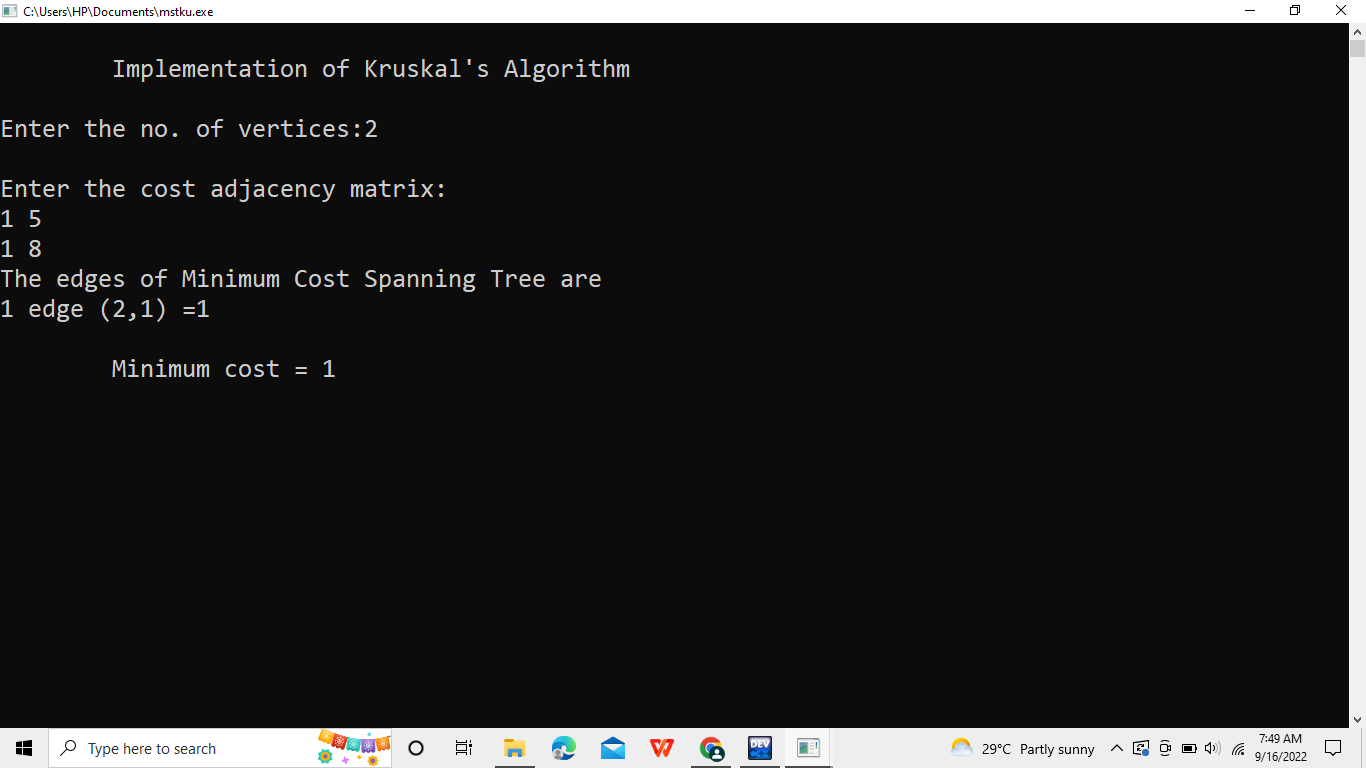 C:\Users\HP\Documents\mstku.exe
Implementation of Kruskal's Algorithm
Enter the no. of vertices:2
Enter the cost adjacency matrix:
1 5
1 8
The edges of Minimum Cost Spanning Tree are
1 edge (2,1) =1
Minimum cost = 1
Type here to search
DEV
29°C Partly sunny
7:49 AM
9/16/2022